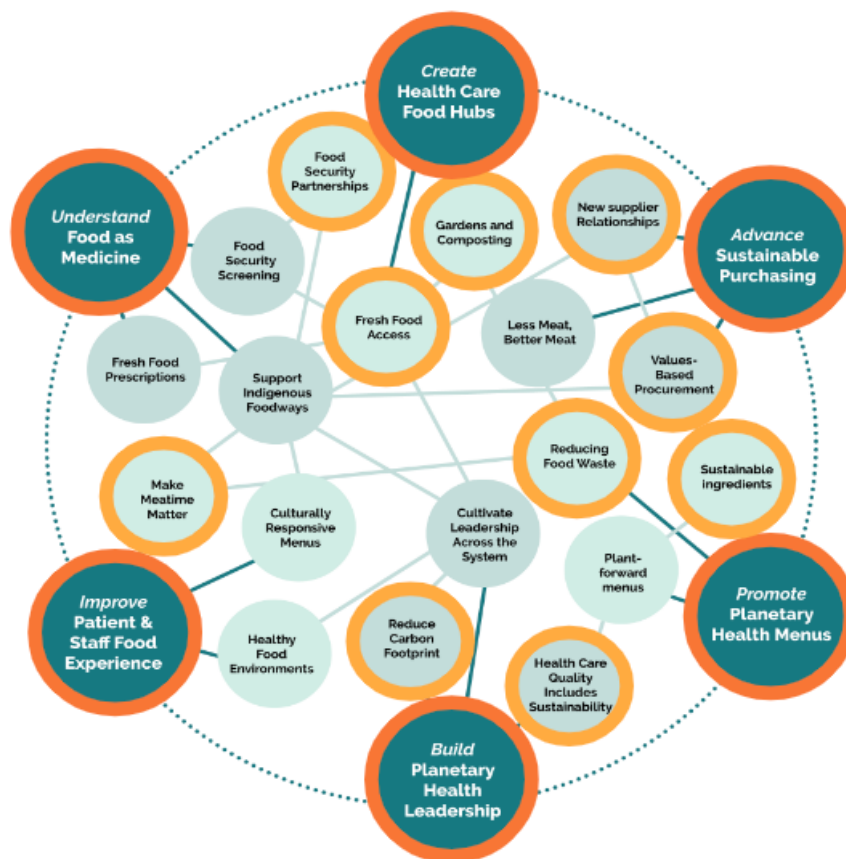 Create
Health Care
Food Hubs
Food
Security
Partnerships
New supplier
Relationships
Understand
Food as
Medicine
Gardens and
Composting
Advance
Sustainable
Purchasing
Food
Security
Screening
Fresh Food
Access
Less Meat,
Better Meat
Fresh Food
Prescriptions
Support
Indigenous
Foodways
Values-
Based
Procurement
Reducing
Food Waste
Sustainable
ingredients
Make
Meatime
Matter
Culturally
Responsive
Menus
Cultivate
Leadership
Across the
System
Plant-
forward
menus
Improve
Patient &
Staff Food
Experience
Promote
Planetary
Health Menus
Healthy
Food
Environments
Reduce
Carbon
Footprint
Health Care
Quality
Includes
Sustainability
Build
Planetary
Health
Leadership